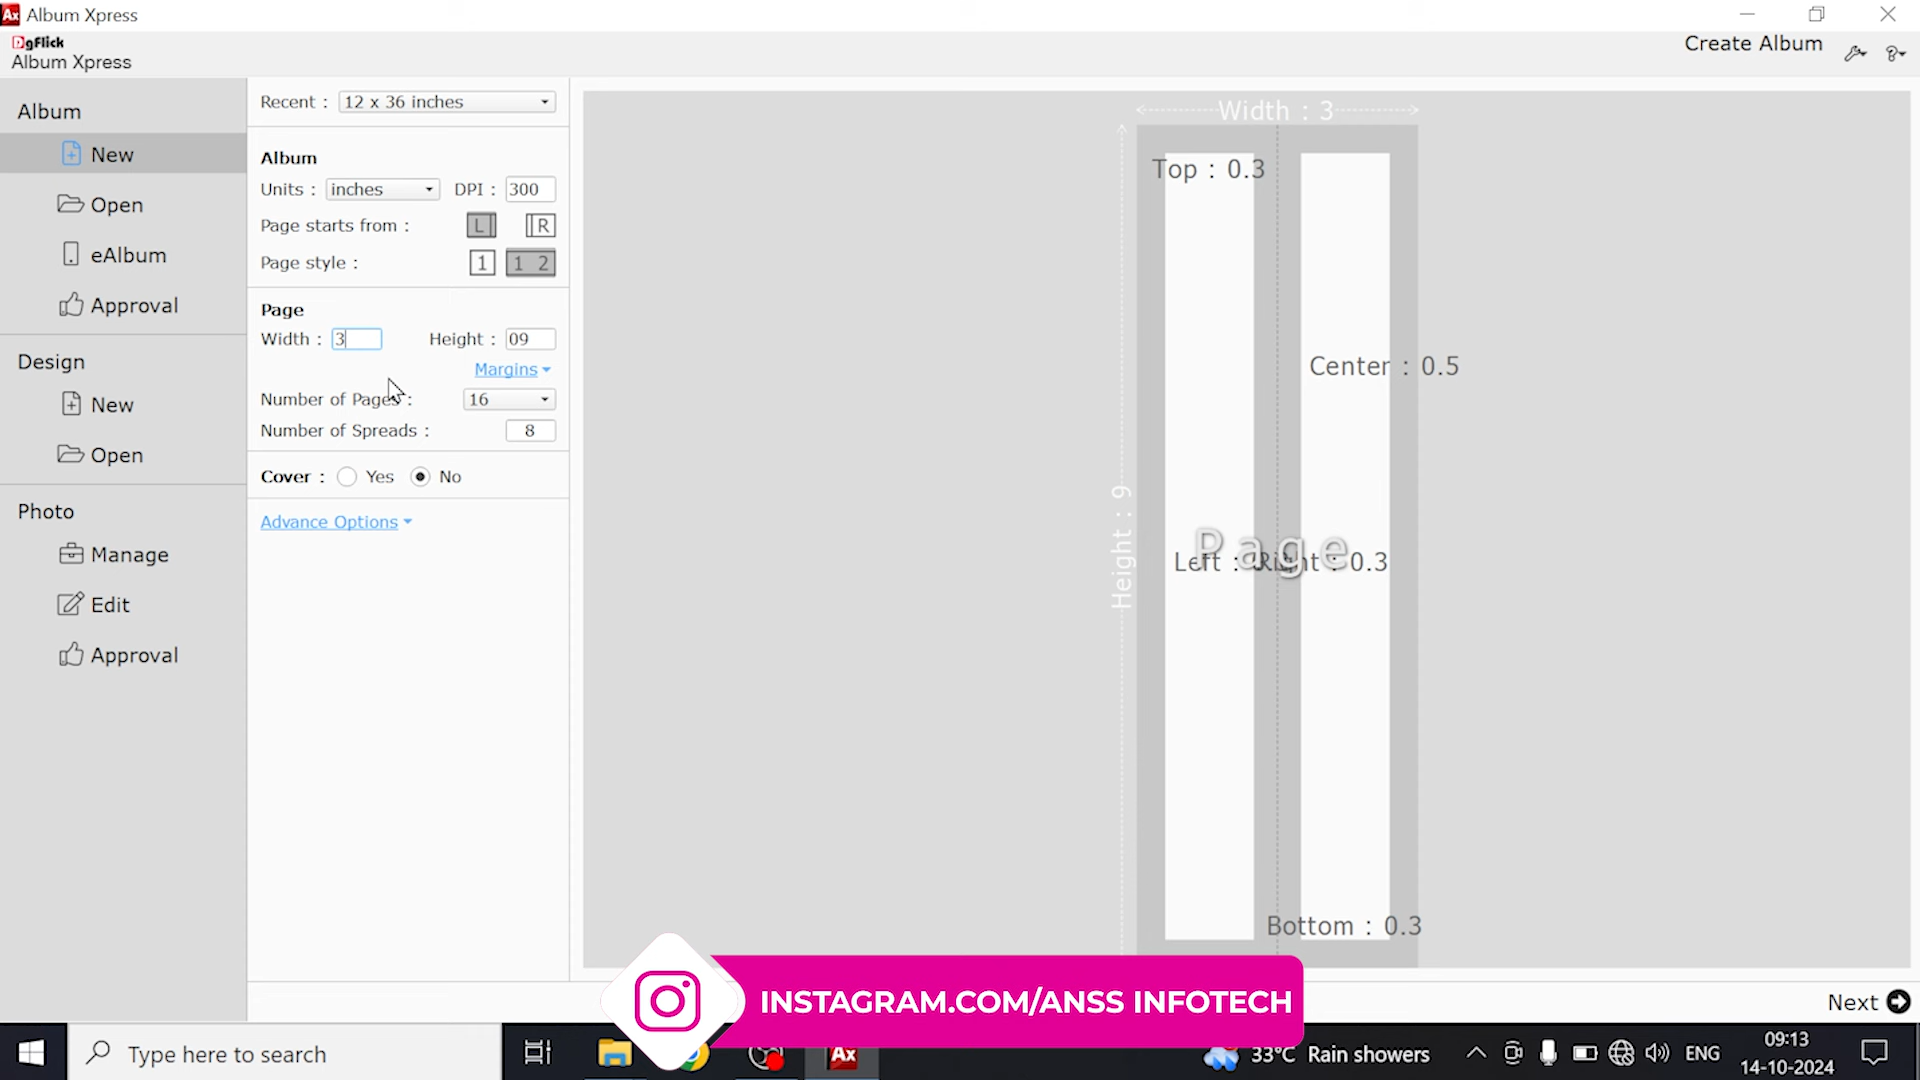 Album Xpress
DgFlick
Album Xpress
Create Album
Album
New
Open
eAlbum
Approval
Design
New
Open
Photo
Manage
Edit
Approval
Recent : 12 x 36 inches
Album
Units : inches DPI : 300
Page starts from : L R
Page style : 1 1 2
Page
Width : 3 Height : 09
Margins
Number of Pages : 16
Number of Spreads : 8
Cover : Yes No
Advance Options
Width : 3
Top : 0.3
Center : 0.5
Height : 9
Page
Left : Right : 0.3
Bottom : 0.3
Next
INSTAGRAM.COM/ANSS INFOTECH
Type here to search
Ax
33°C Rain showers
ENG
09:13
14-10-2024